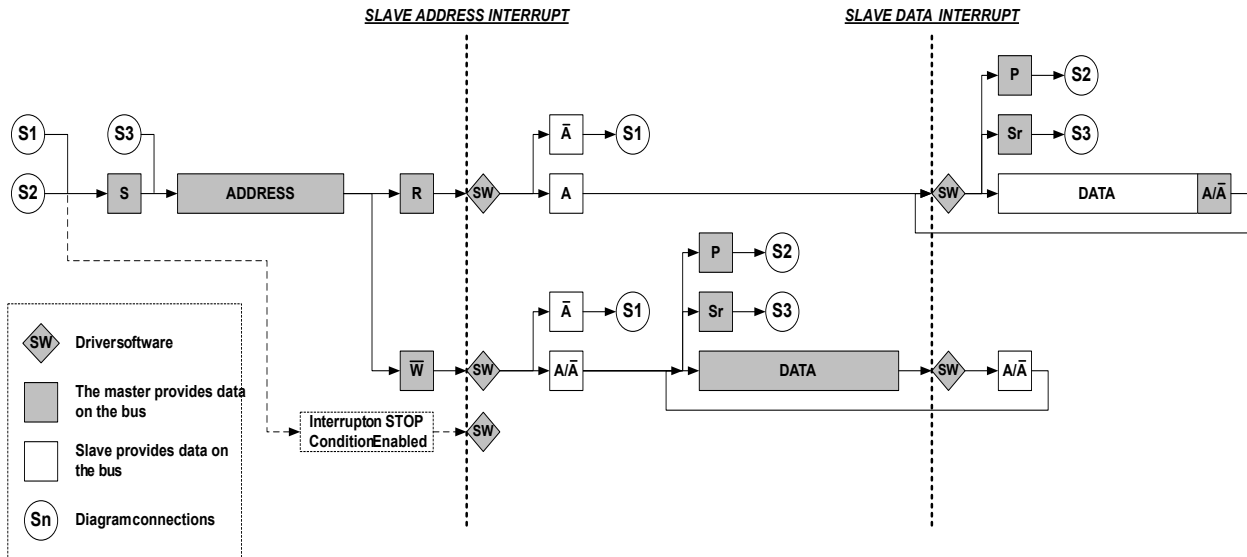 SLAVE ADDRESS INTERRUPT
SLAVE DATA INTERRUPT
P
S2
S1
S3
A̅
S1
Sr
S3
S2
S
ADDRESS
R
SW
A
SW
DATA
A/A̅
P
S2
A̅
S1
Sr
S3
W̅
SW
A/A̅
DATA
SW
A/A̅
Interrupton STOP
ConditionEnabled
SW
SW
Driversoftware
The master provides data
on the bus
Slave provides data on
the bus
Sn
Diagramconnections